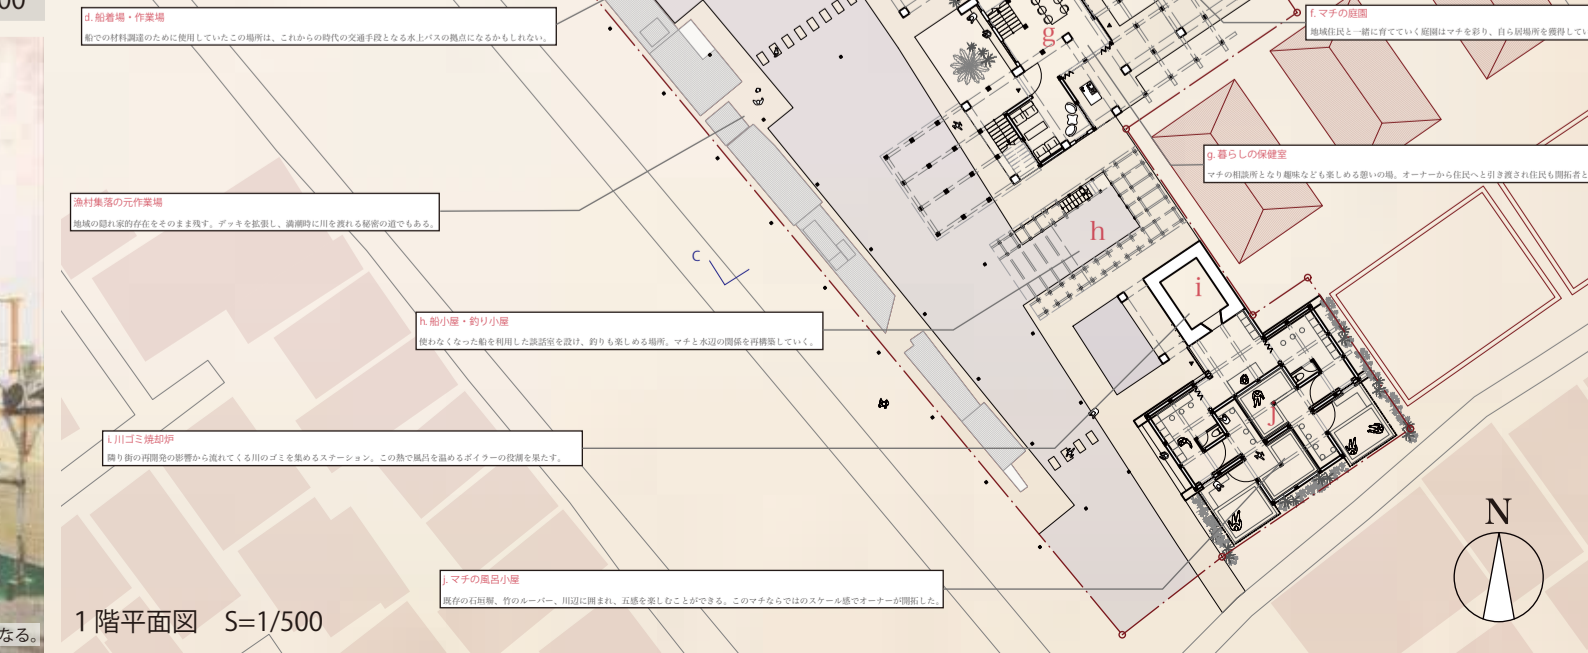 00
d. 船着場・作業場
船での材料調達のために使用していたこの場所は、これからの時代の交通手段となる水上バスの拠点になるかもしれない。
f. マチの庭園
地域住民と一緒に育てていく庭園はマチを彩り、自ら居場所を獲得してい
g
g. 暮らしの保健室
マチの相談所となり趣味なども楽しめる憩いの場。オーナーから住民へと引き渡され住民も開拓者と
漁村集落の元作業場
地域の隠れ家的存在をそのまま残す。デッキを拡張し、満潮時に川を渡れる秘密の道でもある。
h
C
i
h. 船小屋・釣り小屋
使わなくなった船を利用した談話室を設け、釣りも楽しめる場所。マチと水辺の関係を再構築していく。
j
i. 川ゴミ焼却炉
隣り街の再開発の影響から流れてくる川のゴミを集めるステーション。この熱で風呂を温めるボイラーの役割を果たす。
N
j. マチの風呂小屋
既存の石垣塀、竹のルーバー、川辺に囲まれ、五感を楽しむことができる。このマチならではのスケール感でオーナーが開拓した。
1 階平面図 S=1/500
なる。